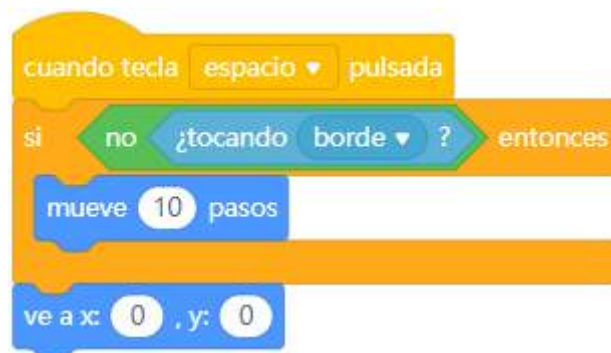 cuando tecla espacio pulsada
si no ¿tocando borde ? entonces
mueve 10 pasos
ve a x: 0 , y: 0